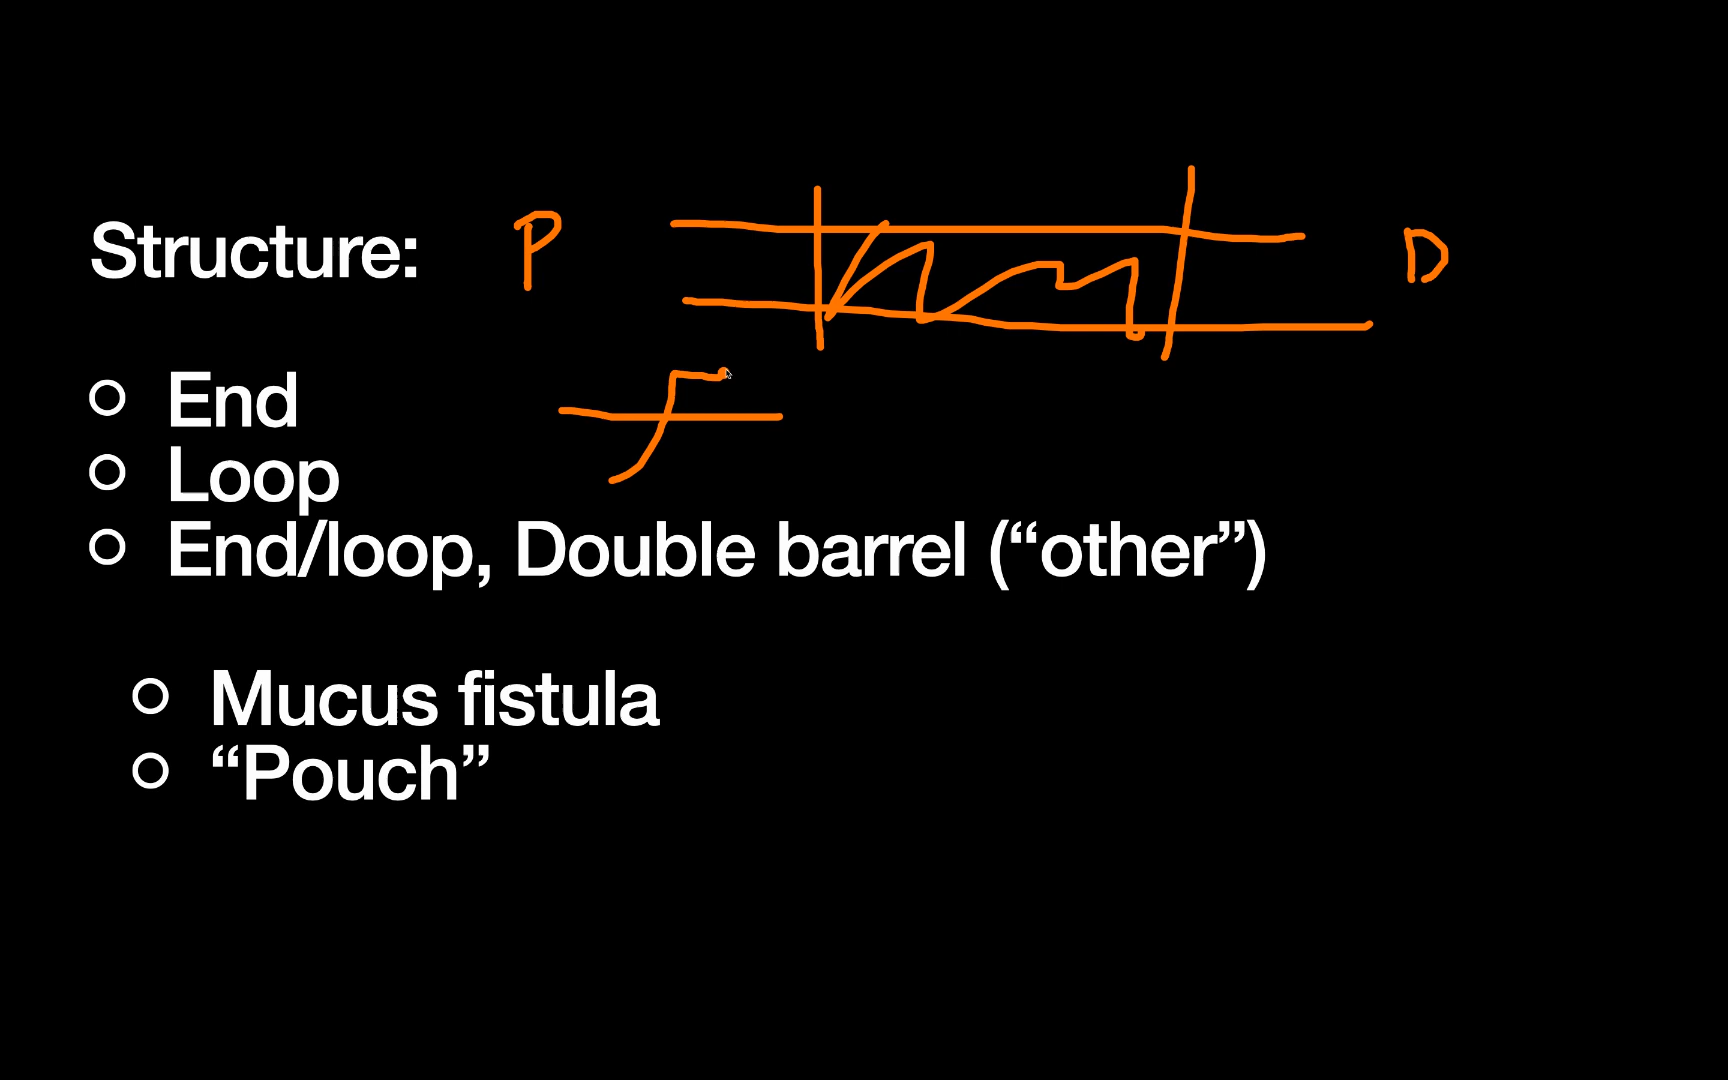 Structure: P D
○ End
○ Loop
○ End/loop, Double barrel (“other”)
○ Mucus fistula
○ “Pouch”